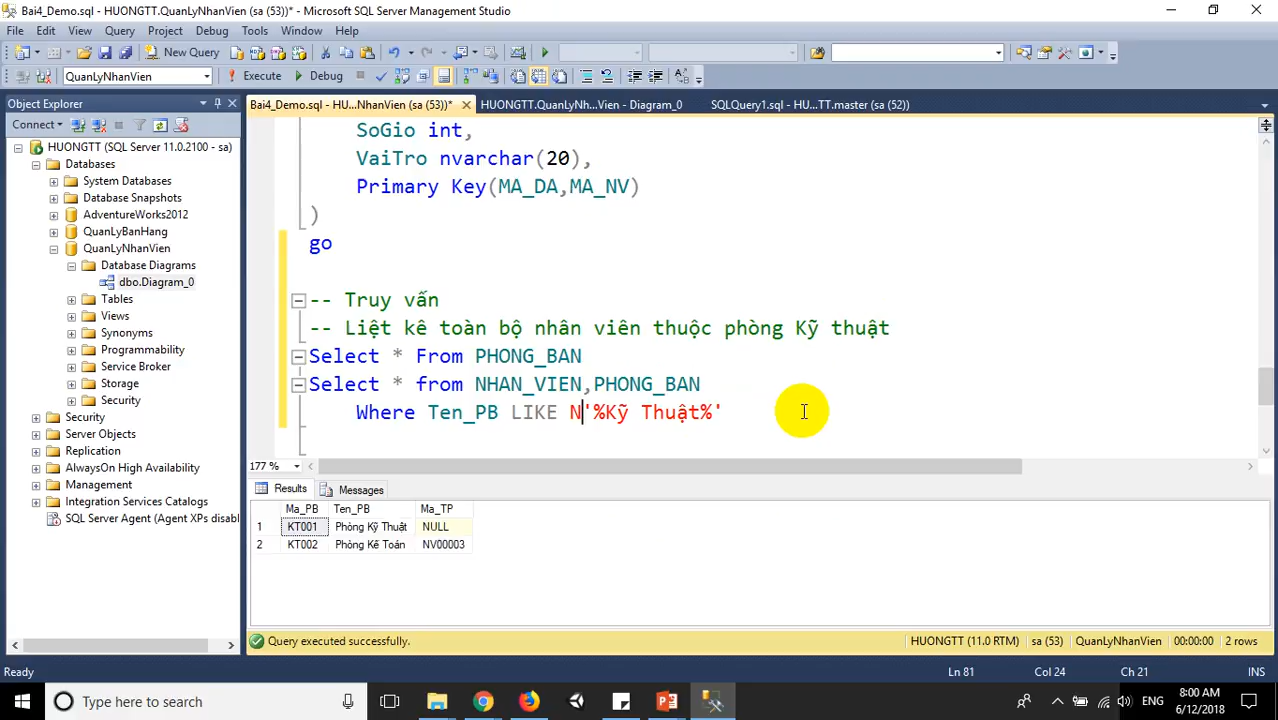 Bai4_Demo.sql - HUONGTT.QuanLyNhanVien (sa (53))* - Microsoft SQL Server Management Studio
File Edit View Query Project Debug Tools Window Help
New Query
QuanLyNhanVien Execute Debug
Object Explorer
Bai4_Demo.sql - HU...NhanVien (sa (53))* HUONGTT.QuanLyNh...Vien - Diagram_0 SQLQuery1.sql - HU...TT.master (sa (52))
Connect
HUONGTT (SQL Server 11.0.2100 - sa)
Databases
System Databases
Database Snapshots
AdventureWorks2012
QuanLyBanHang
QuanLyNhanVien
Database Diagrams
dbo.Diagram_0
Tables
Views
Synonyms
Programmability
Service Broker
Storage
Security
Security
Server Objects
Replication
AlwaysOn High Availability
Management
Integration Services Catalogs
SQL Server Agent (Agent XPs disabl
SoGio int,
VaiTro nvarchar(20),
Primary Key(MA_DA,MA_NV)
)
go
-- Truy vấn
-- Liệt kê toàn bộ nhân viên thuộc phòng Kỹ thuật
Select * From PHONG_BAN
Select * from NHAN_VIEN,PHONG_BAN
Where Ten_PB LIKE N'%Kỹ Thuật%'
177 %
Results Messages
Ma_PB Ten_PB Ma_TP
1 KT001 Phòng Kỹ Thuật NULL
2 KT002 Phòng Kế Toán NV00003
Query executed successfully. HUONGTT (11.0 RTM) sa (53) QuanLyNhanVien 00:00:00 2 rows
Ready Ln 81 Col 24 Ch 21 INS
Type here to search ENG 8:00 AM
6/12/2018